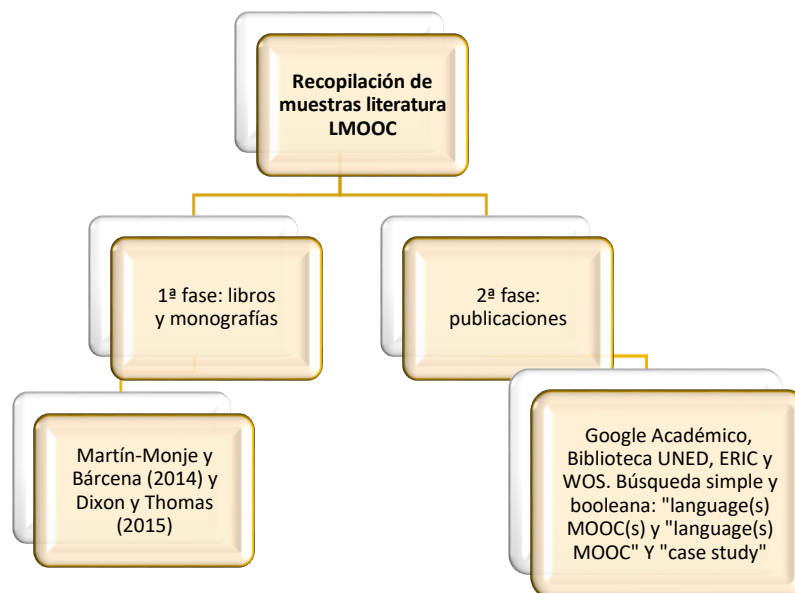 Recopilación de
muestras literatura
LMOOC
1ª fase: libros
y monografías
2ª fase:
publicaciones
Martín-Monje y
Bárcena (2014) y
Dixon y Thomas
(2015)
Google Académico,
Biblioteca UNED, ERIC y
WOS. Búsqueda simple y
booleana: "language(s)
MOOC(s) y "language(s)
MOOC" Y "case study"